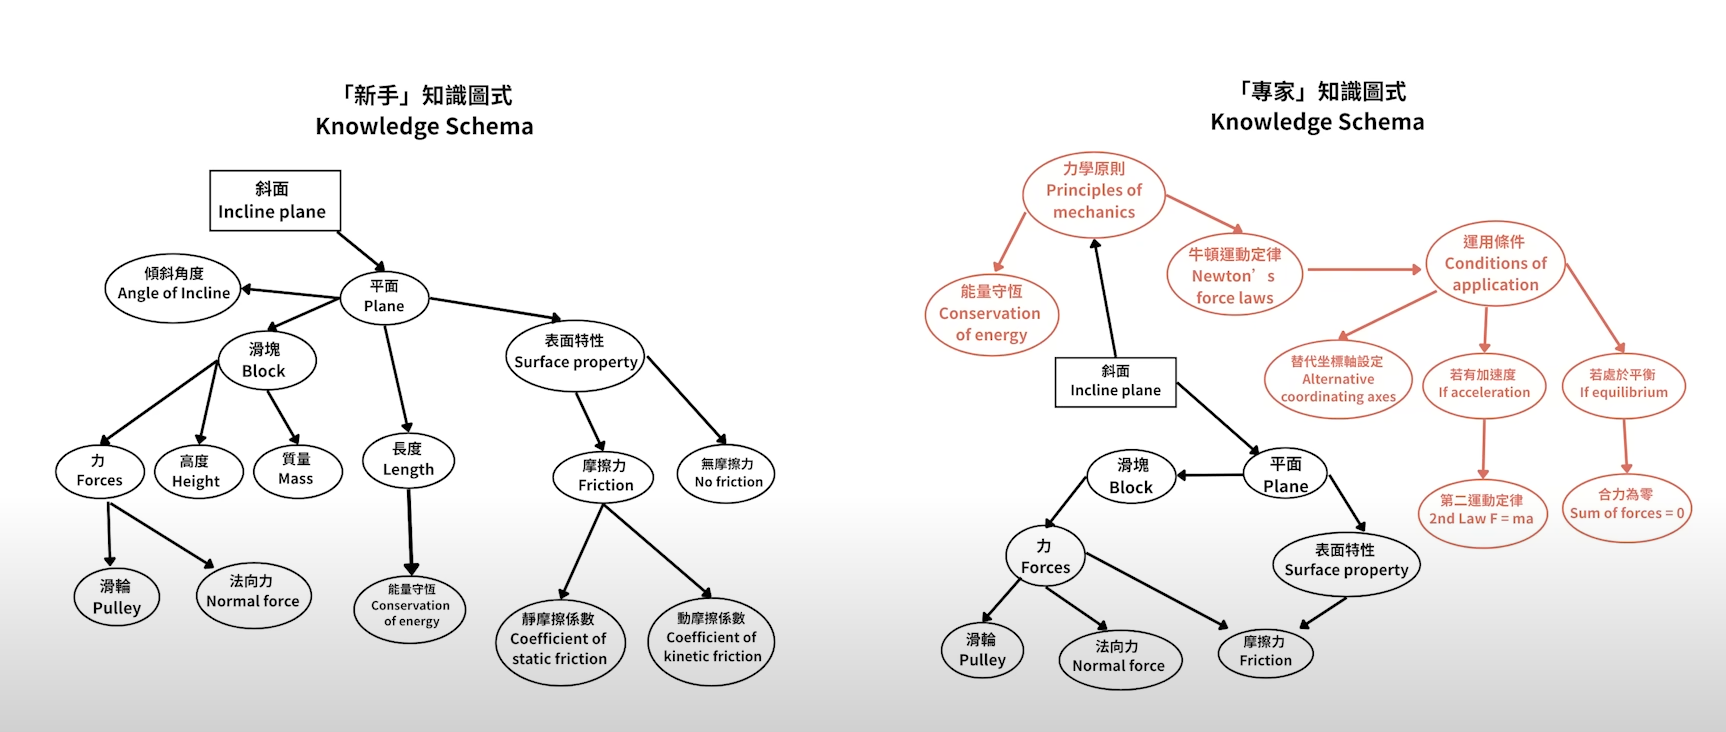 「新手」知識圖式
Knowledge Schema
斜面
Incline plane
傾斜角度
Angle of Incline
平面
Plane
滑塊
Block
表面特性
Surface property
力
Forces
高度
Height
質量
Mass
長度
Length
摩擦力
Friction
無摩擦力
No friction
滑輪
Pulley
法向力
Normal force
能量守恆
Conservation
of energy
靜摩擦係數
Coefficient of
static friction
動摩擦係數
Coefficient of
kinetic friction
「專家」知識圖式
Knowledge Schema
力學原則
Principles of
mechanics
能量守恆
Conservation
of energy
牛頓運動定律
Newton’s
force laws
運用條件
Conditions of
application
替代坐標軸設定
Alternative
coordinating axes
若有加速度
If acceleration
若處於平衡
If equilibrium
第二運動定律
2nd Law F = ma
合力為零
Sum of forces = 0
斜面
Incline plane
滑塊
Block
平面
Plane
力
Forces
表面特性
Surface property
滑輪
Pulley
法向力
Normal force
摩擦力
Friction